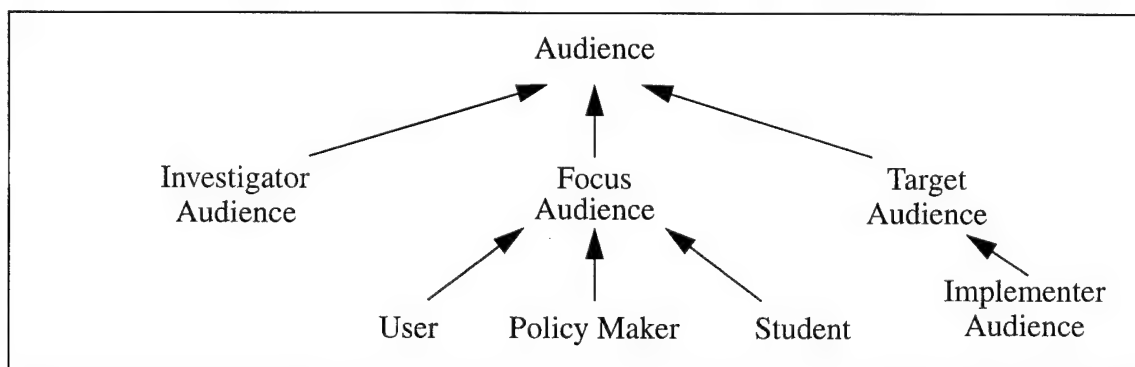 Audience
Investigator
Audience
Focus
Audience
Target
Audience
User
Policy Maker
Student
Implementer
Audience